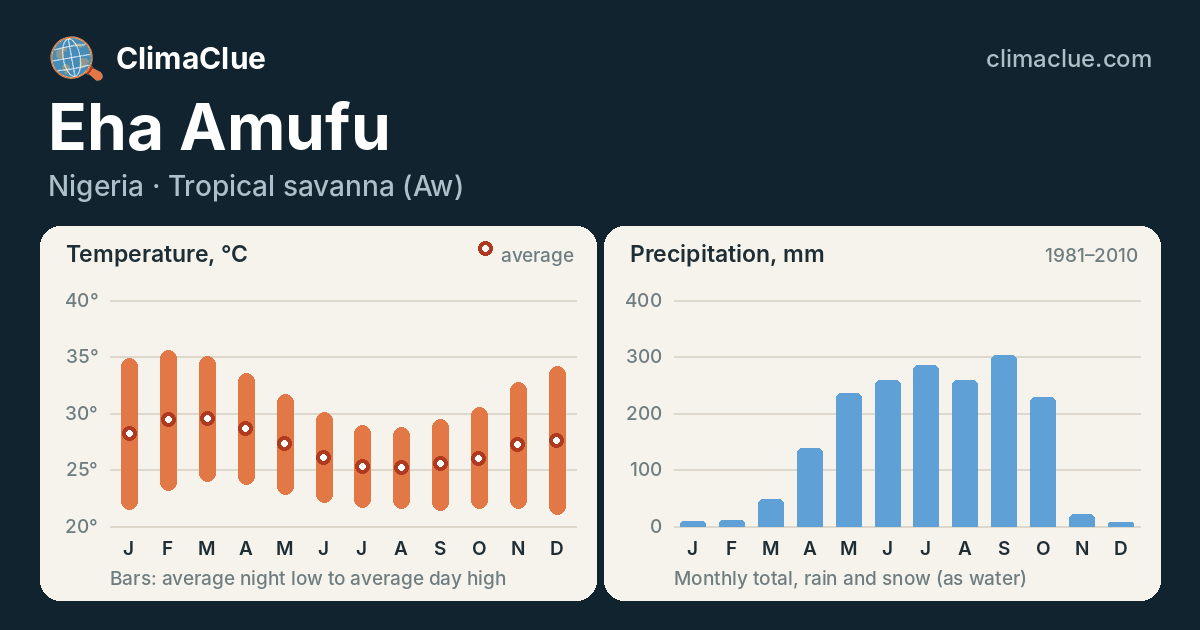 ClimaClue
climaclue.com
Eha Amufu
Nigeria · Tropical savanna (Aw)
Temperature, °C
average
40°
35°
30°
25°
20°
J F M A M J J A S O N D
Bars: average night low to average day high
Precipitation, mm
1981–2010
400
300
200
100
0
J F M A M J J A S O N D
Monthly total, rain and snow (as water)